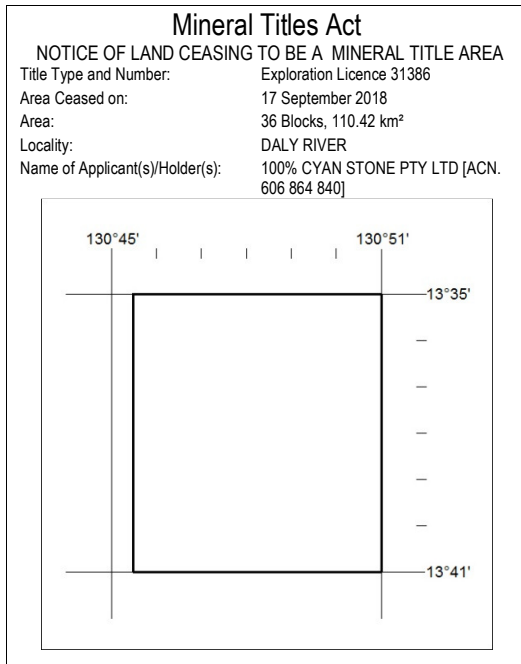 Mineral Titles Act
NOTICE OF LAND CEASING TO BE A MINERAL TITLE AREA
Title Type and Number: Exploration Licence 31386
Area Ceased on: 17 September 2018
Area: 36 Blocks, 110.42 km²
Locality: DALY RIVER
Name of Applicant(s)/Holder(s): 100% CYAN STONE PTY LTD [ACN.
606 864 840]
130°45' 130°51'
13°35'
13°41'